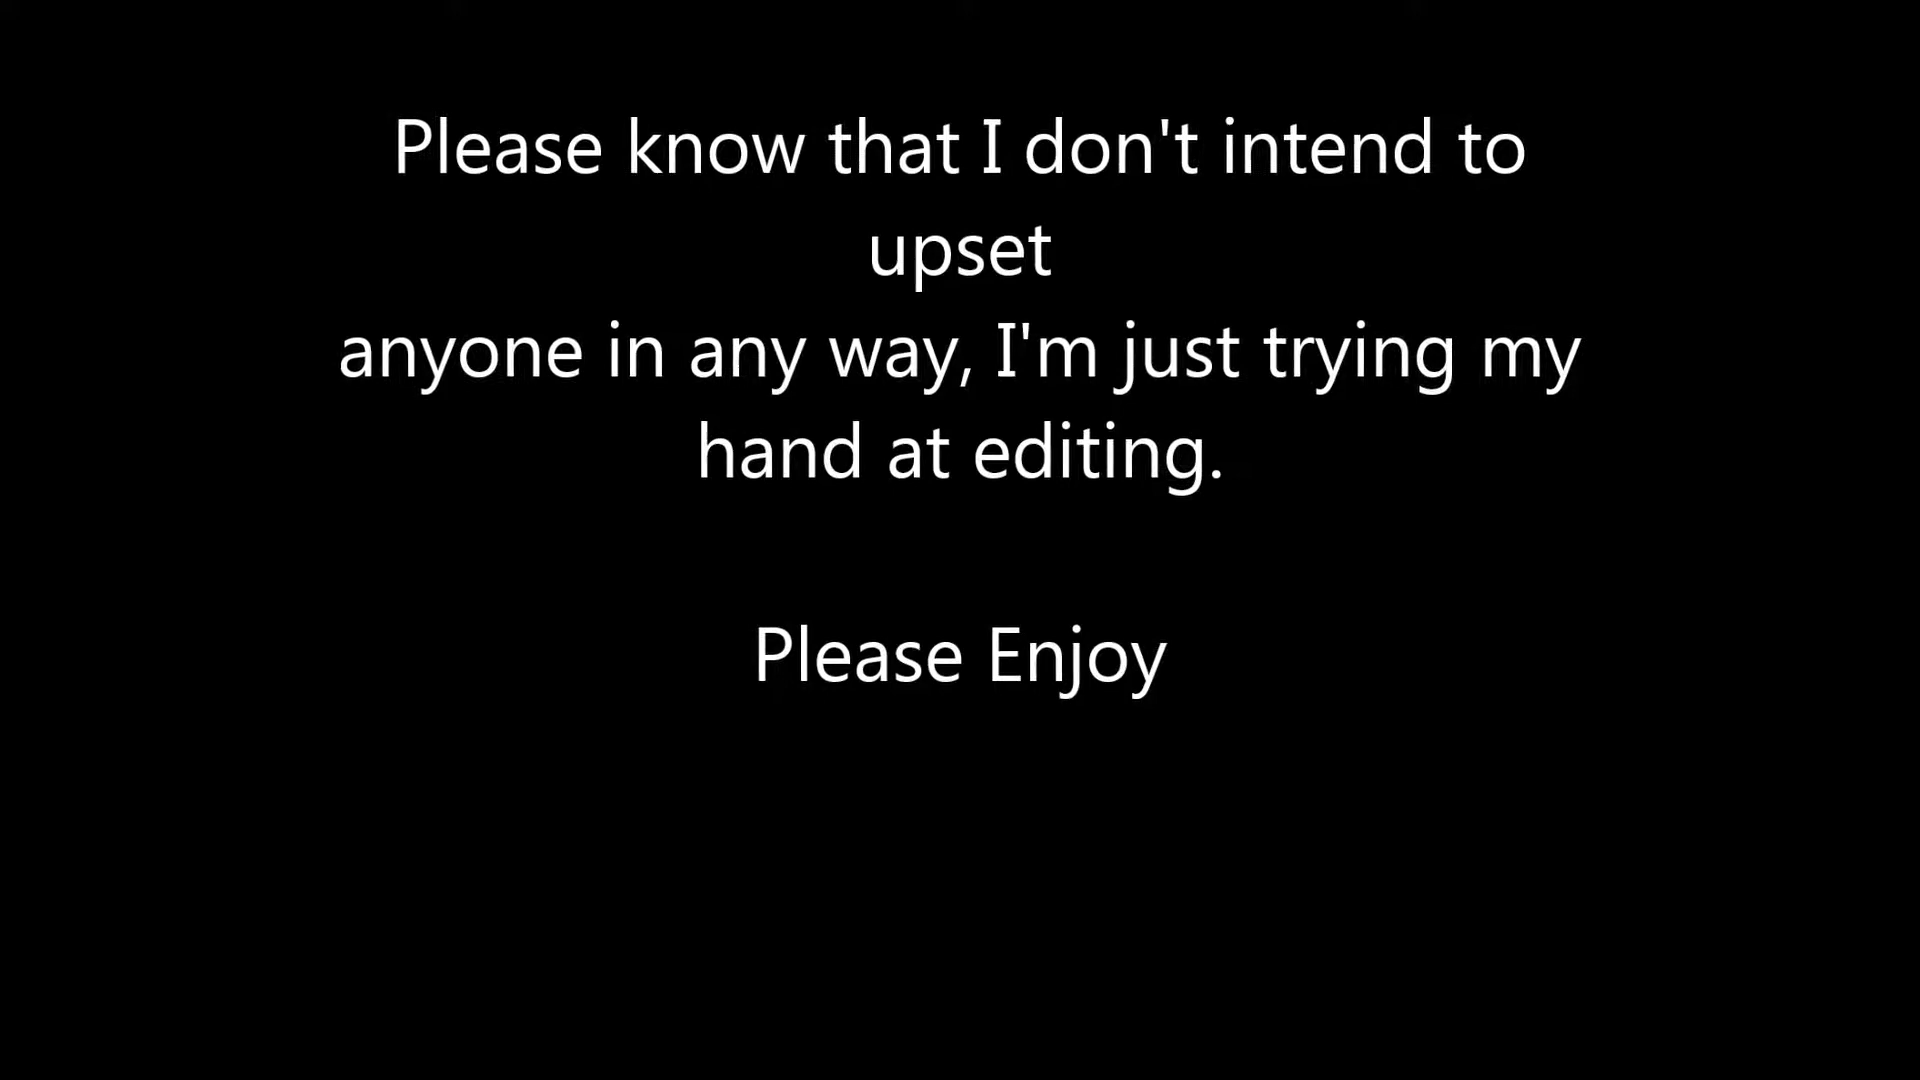 Please know that I don't intend to
upset
anyone in any way, I'm just trying my
hand at editing.
Please Enjoy